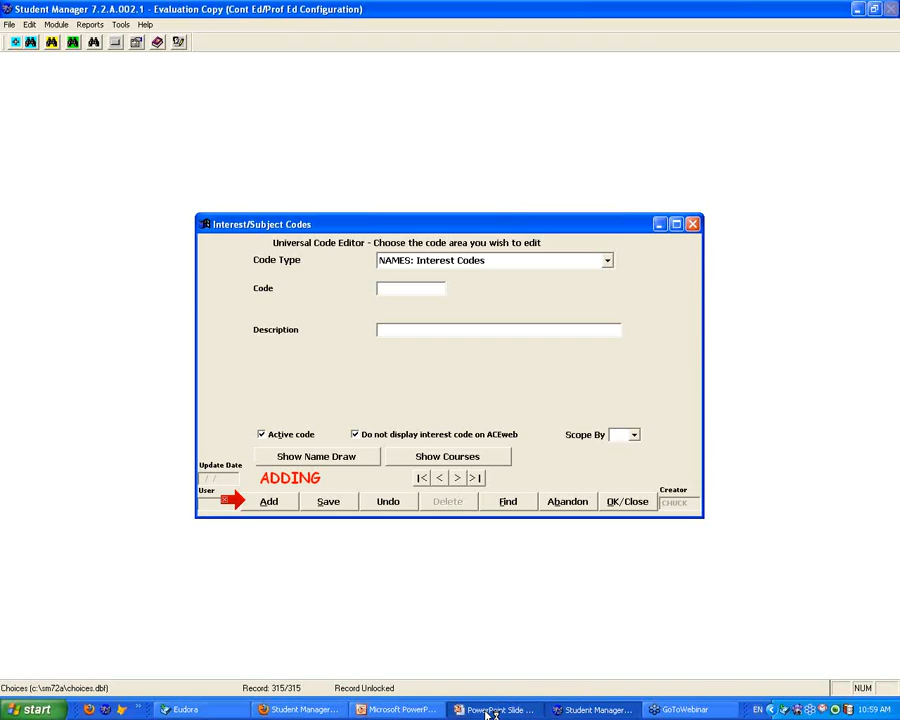 Student Manager 7.2.A.002.1 - Evaluation Copy (Cont Ed/Prof Ed Configuration)
File Edit Module Reports Tools Help
Interest/Subject Codes
Universal Code Editor - Choose the code area you wish to edit
Code Type NAMES: Interest Codes
Code
Description
Active code Do not display interest code on ACEweb Scope By
Show Name Draw Show Courses
Update Date
/ /
ADDING |< < > >|
User
Creator
Add Save Undo Delete Find Abandon OK/Close CHUCK
Choices (c:\sm72a\choices.dbf) Record: 315/315 Record Unlocked NUM
start Eudora Student Manager... Microsoft PowerP... PowerPoint Slide ... Student Manager... GoToWebinar EN 10:59 AM